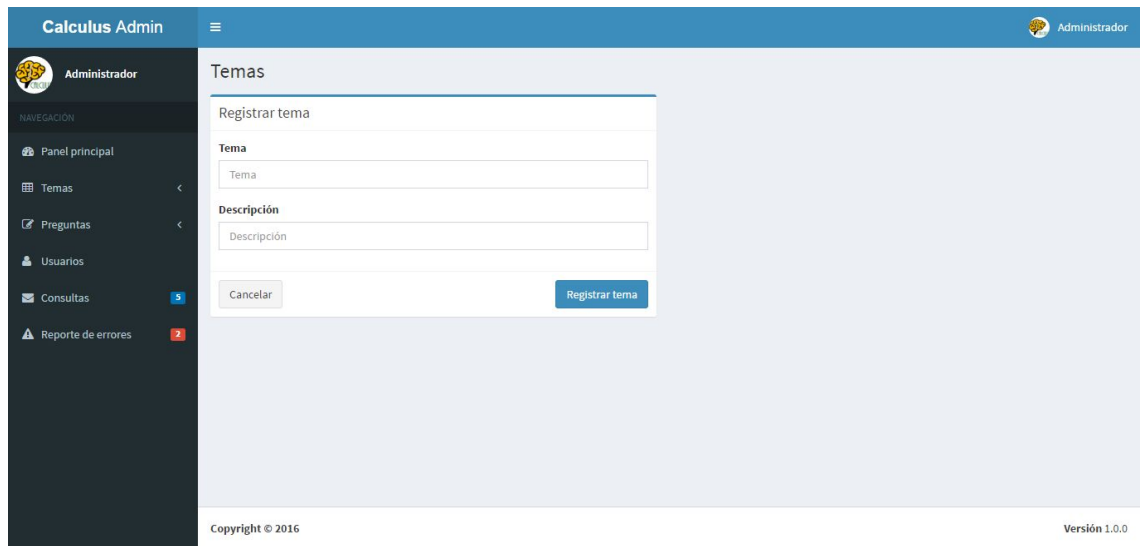 Calculus Admin
Administrador
Administrador
NAVEGACIÓN
Panel principal
Temas
Preguntas
Usuarios
Consultas 5
Reporte de errores 2
Temas
Registrar tema
Tema
Tema
Descripción
Descripción
Cancelar Registrar tema
Copyright © 2016 Versión 1.0.0